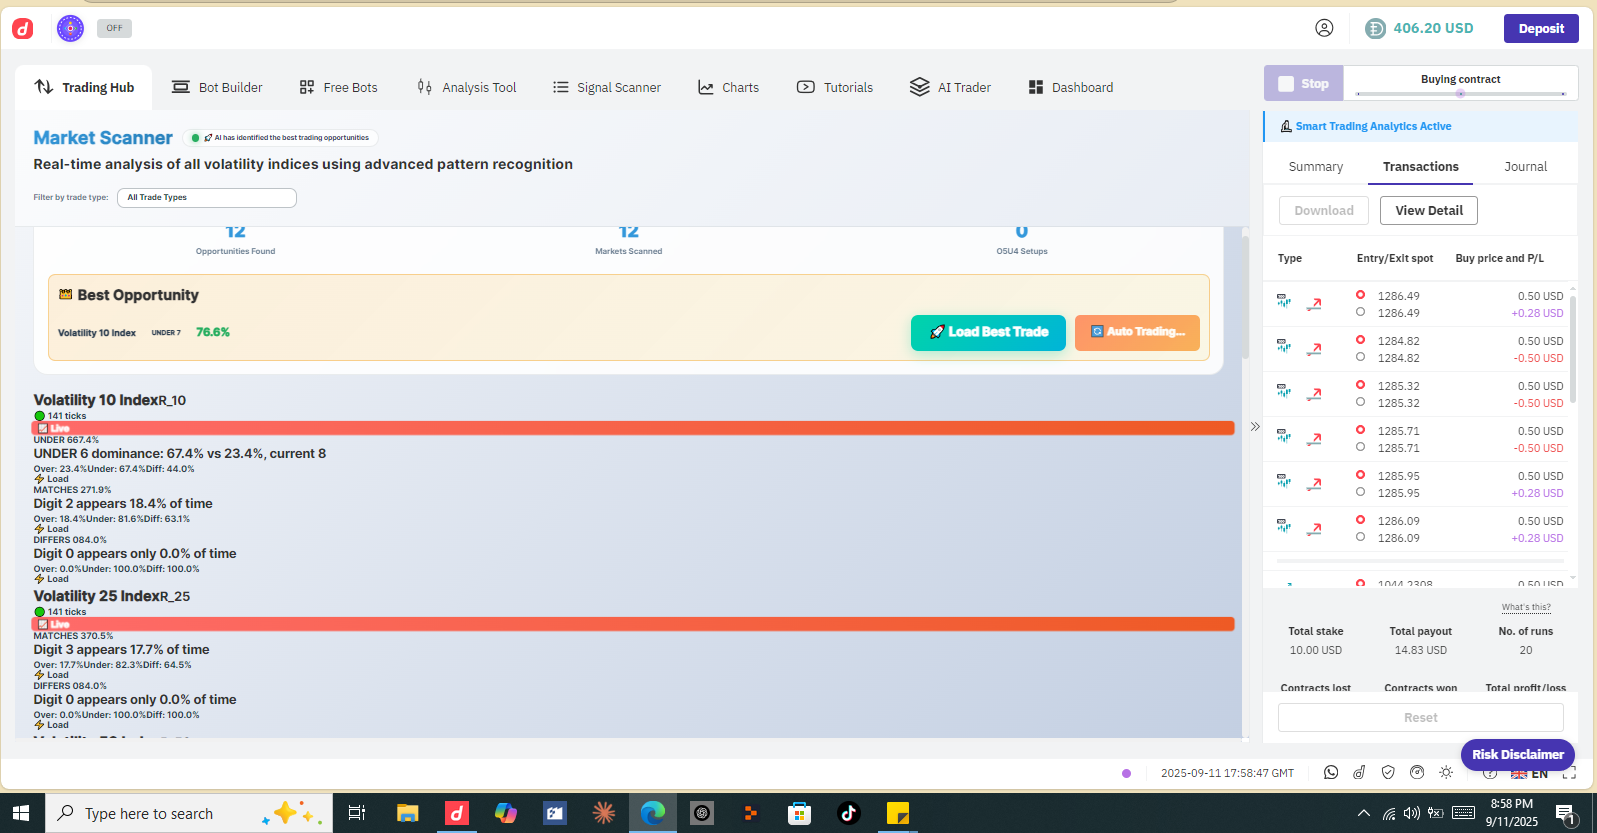 OFF
406.20 USD
Deposit
Trading Hub
Bot Builder
Free Bots
Analysis Tool
Signal Scanner
Charts
Tutorials
AI Trader
Dashboard
Stop
Buying contract
Market Scanner
AI has identified the best trading opportunities
Real-time analysis of all volatility indices using advanced pattern recognition
Filter by trade type:
All Trade Types
12
12
0
Opportunities Found
Markets Scanned
O5U4 Setups
Best Opportunity
Volatility 10 Index
UNDER 7
76.6%
Load Best Trade
Auto Trading...
Volatility 10 IndexR_10
141 ticks
Live
UNDER 667.4%
UNDER 6 dominance: 67.4% vs 23.4%, current 8
Over: 23.4%Under: 67.4%Diff: 44.0%
Load
MATCHES 271.9%
Digit 2 appears 18.4% of time
Over: 18.4%Under: 81.6%Diff: 63.1%
Load
DIFFERS 084.0%
Digit 0 appears only 0.0% of time
Over: 0.0%Under: 100.0%Diff: 100.0%
Load
Volatility 25 IndexR_25
141 ticks
Live
MATCHES 370.5%
Digit 3 appears 17.7% of time
Over: 17.7%Under: 82.3%Diff: 64.5%
Load
DIFFERS 084.0%
Digit 0 appears only 0.0% of time
Over: 0.0%Under: 100.0%Diff: 100.0%
Load
Smart Trading Analytics Active
Summary
Transactions
Journal
Download
View Detail
Type
Entry/Exit spot
Buy price and P/L
1286.49 0.50 USD
1286.49 +0.28 USD
1284.82 0.50 USD
1284.82 -0.50 USD
1285.32 0.50 USD
1285.32 -0.50 USD
1285.71 0.50 USD
1285.71 -0.50 USD
1285.95 0.50 USD
1285.95 +0.28 USD
1286.09 0.50 USD
1286.09 +0.28 USD
1044.2308 0.50 USD
What's this?
Total stake
Total payout
No. of runs
10.00 USD
14.83 USD
20
Contracts lost
Contracts won
Total profit/loss
Reset
Risk Disclaimer
2025-09-11 17:58:47 GMT
EN
Type here to search
8:58 PM
9/11/2025
1